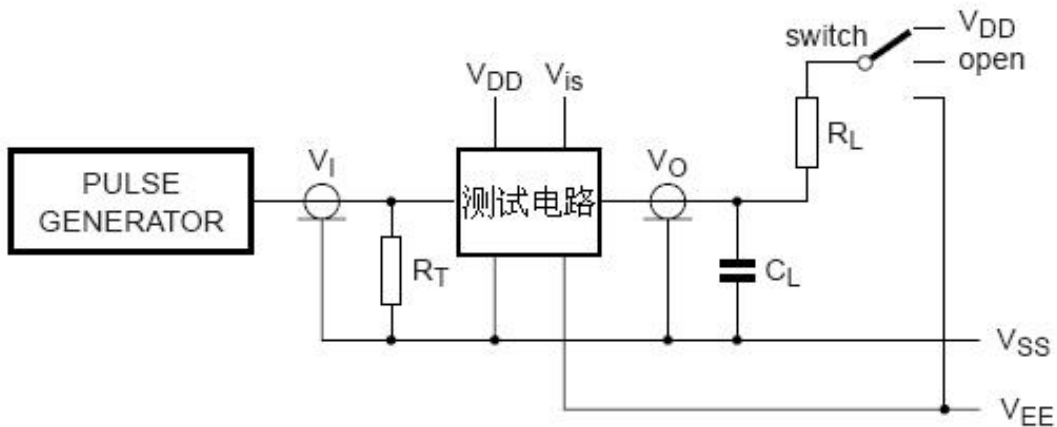 switch
VDD
open
VDD
Vis
RL
PULSE
GENERATOR
VI
测试电路
VO
RT
CL
VSS
VEE